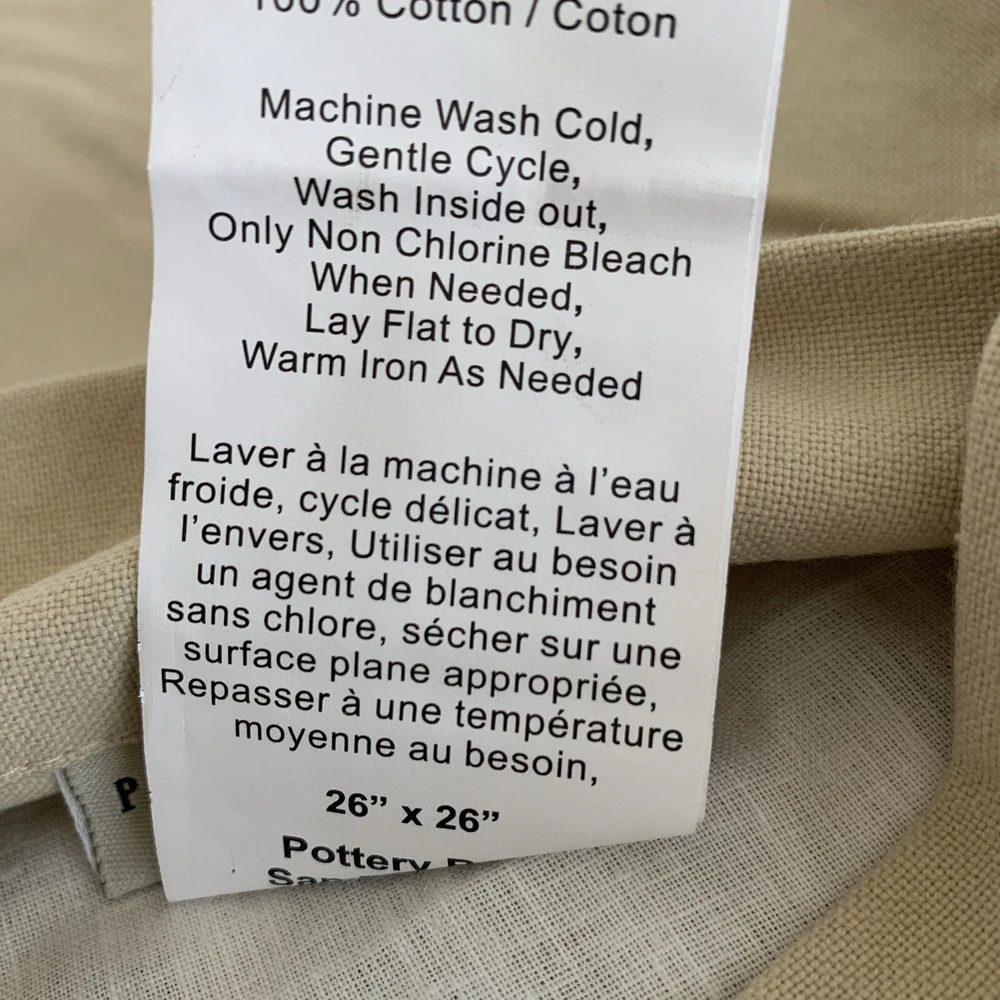 100% Cotton / Coton
Machine Wash Cold,
Gentle Cycle,
Wash Inside out,
Only Non Chlorine Bleach
When Needed,
Lay Flat to Dry,
Warm Iron As Needed
Laver à la machine à l'eau
froide, cycle délicat, Laver à
l'envers, Utiliser au besoin
un agent de blanchiment
sans chlore, sécher sur une
surface plane appropriée,
Repasser à une température
moyenne au besoin,
26” x 26”
Pottery
P